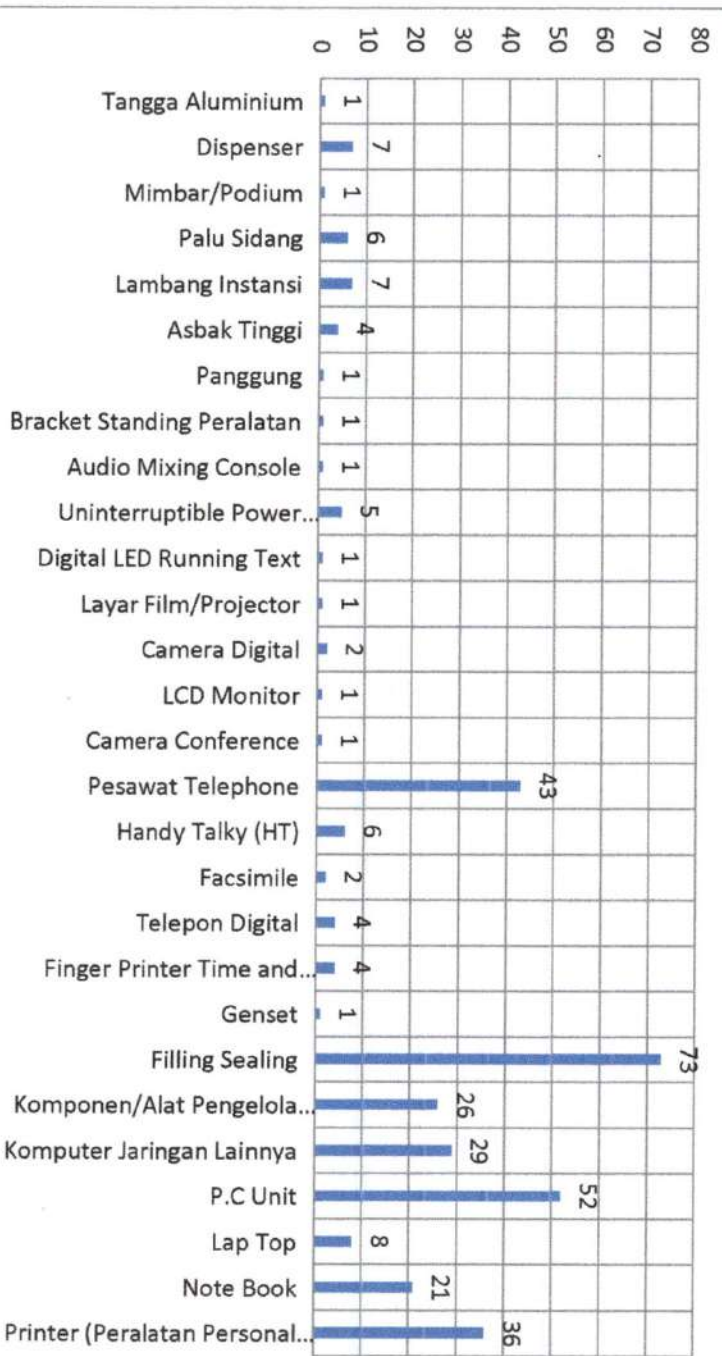 80
70
60
50
40
30
20
10
0
Tangga Aluminium 1
Dispenser 7
Mimbar/Podium 1
Palu Sidang 6
Lambang Instansi 7
Asbak Tinggi 4
Panggung 1
Bracket Standing Peralatan 1
Audio Mixing Console 1
Uninterruptible Power... 5
Digital LED Running Text 1
Layar Film/Projector 1
Camera Digital 2
LCD Monitor 1
Camera Conference 1
Pesawat Telephone 43
Handy Talky (HT) 6
Facsimile 2
Telepon Digital 4
Finger Printer Time and... 4
Genset 1
Filling Sealing 73
Komponen/Alat Pengelola... 26
Komputer Jaringan Lainnya 29
P.C Unit 52
Lap Top 8
Note Book 21
Printer (Peralatan Personal... 36